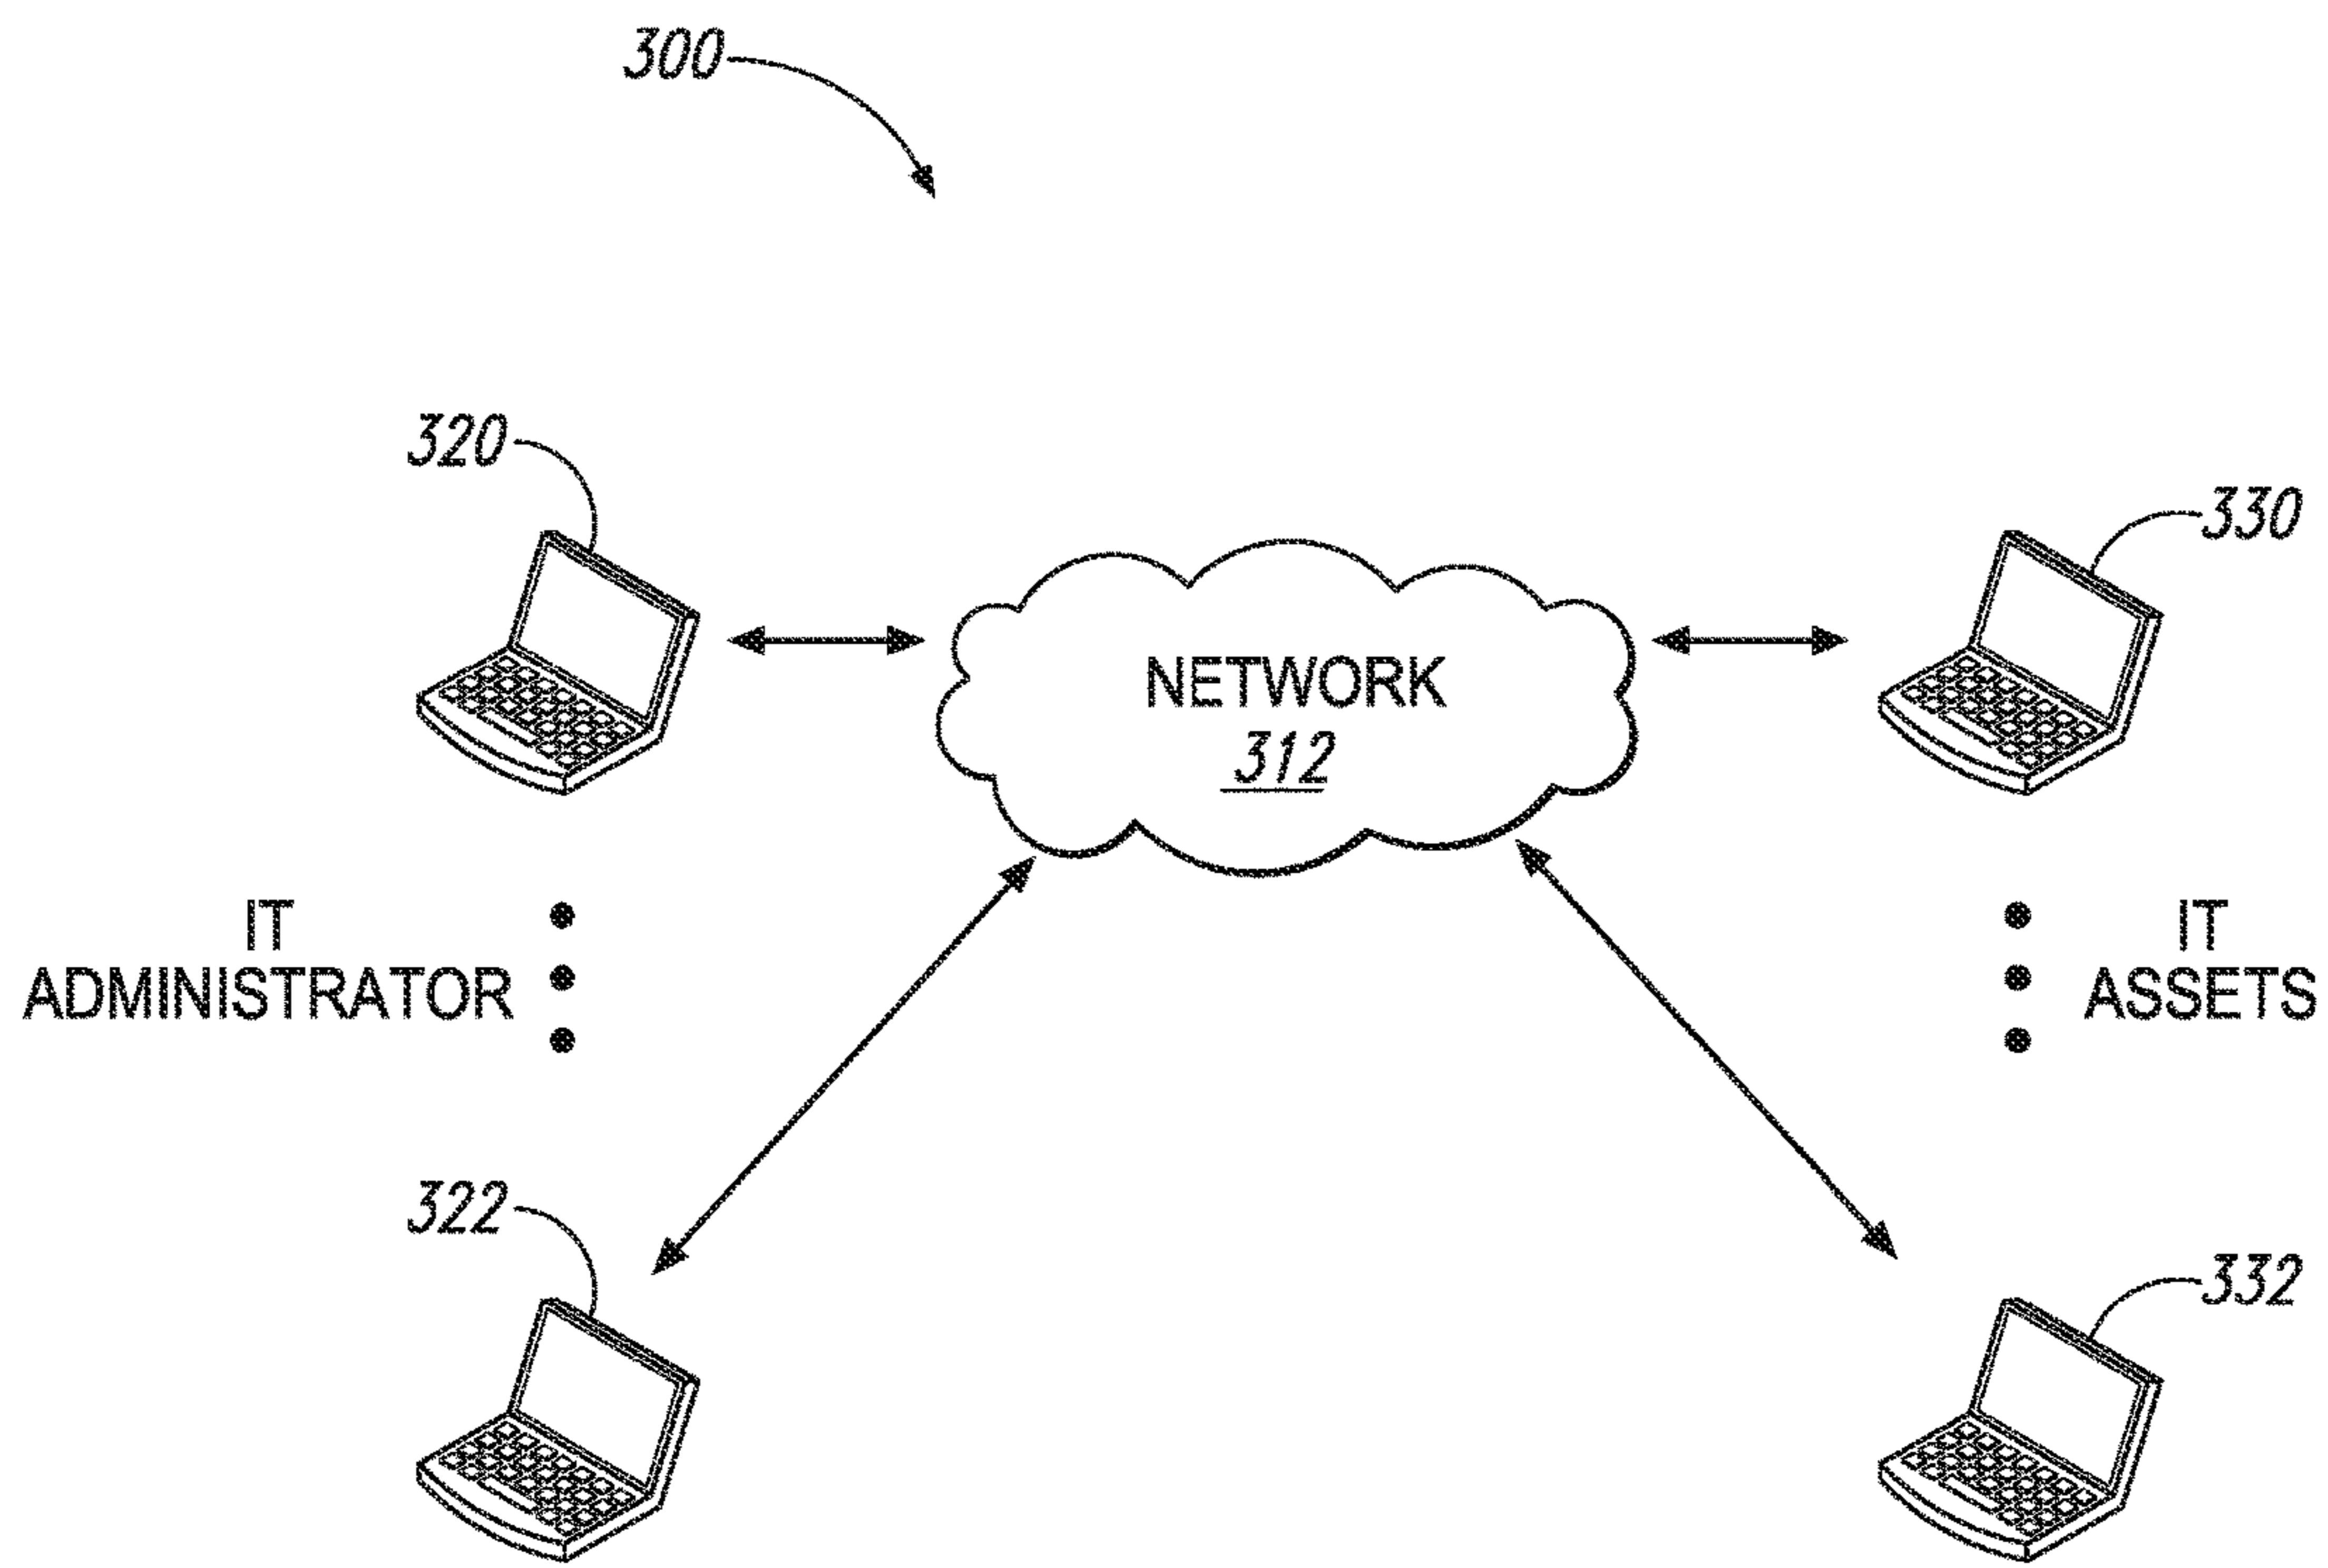 300
320
330
NETWORK
312
IT
ADMINISTRATOR
IT
ASSETS
322
332